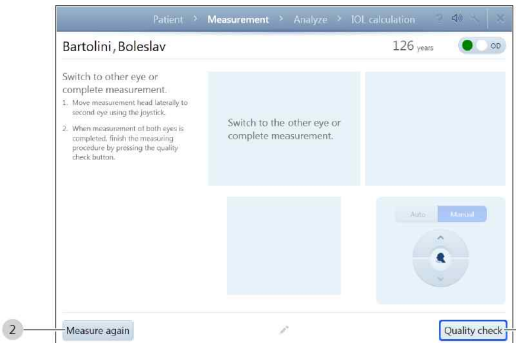 Patient > Measurement > Analyze > IOL calculation
Bartolini, Boleslav
126 years
OD
Switch to other eye or
complete measurement.
1. Move measurement head laterally to
second eye using the joystick.
2. When measurement of both eyes is
completed, finish the measuring
procedure by pressing the quality
check button.
Switch to the other eye or
complete measurement.
Auto Manual
2
Measure again
Quality check